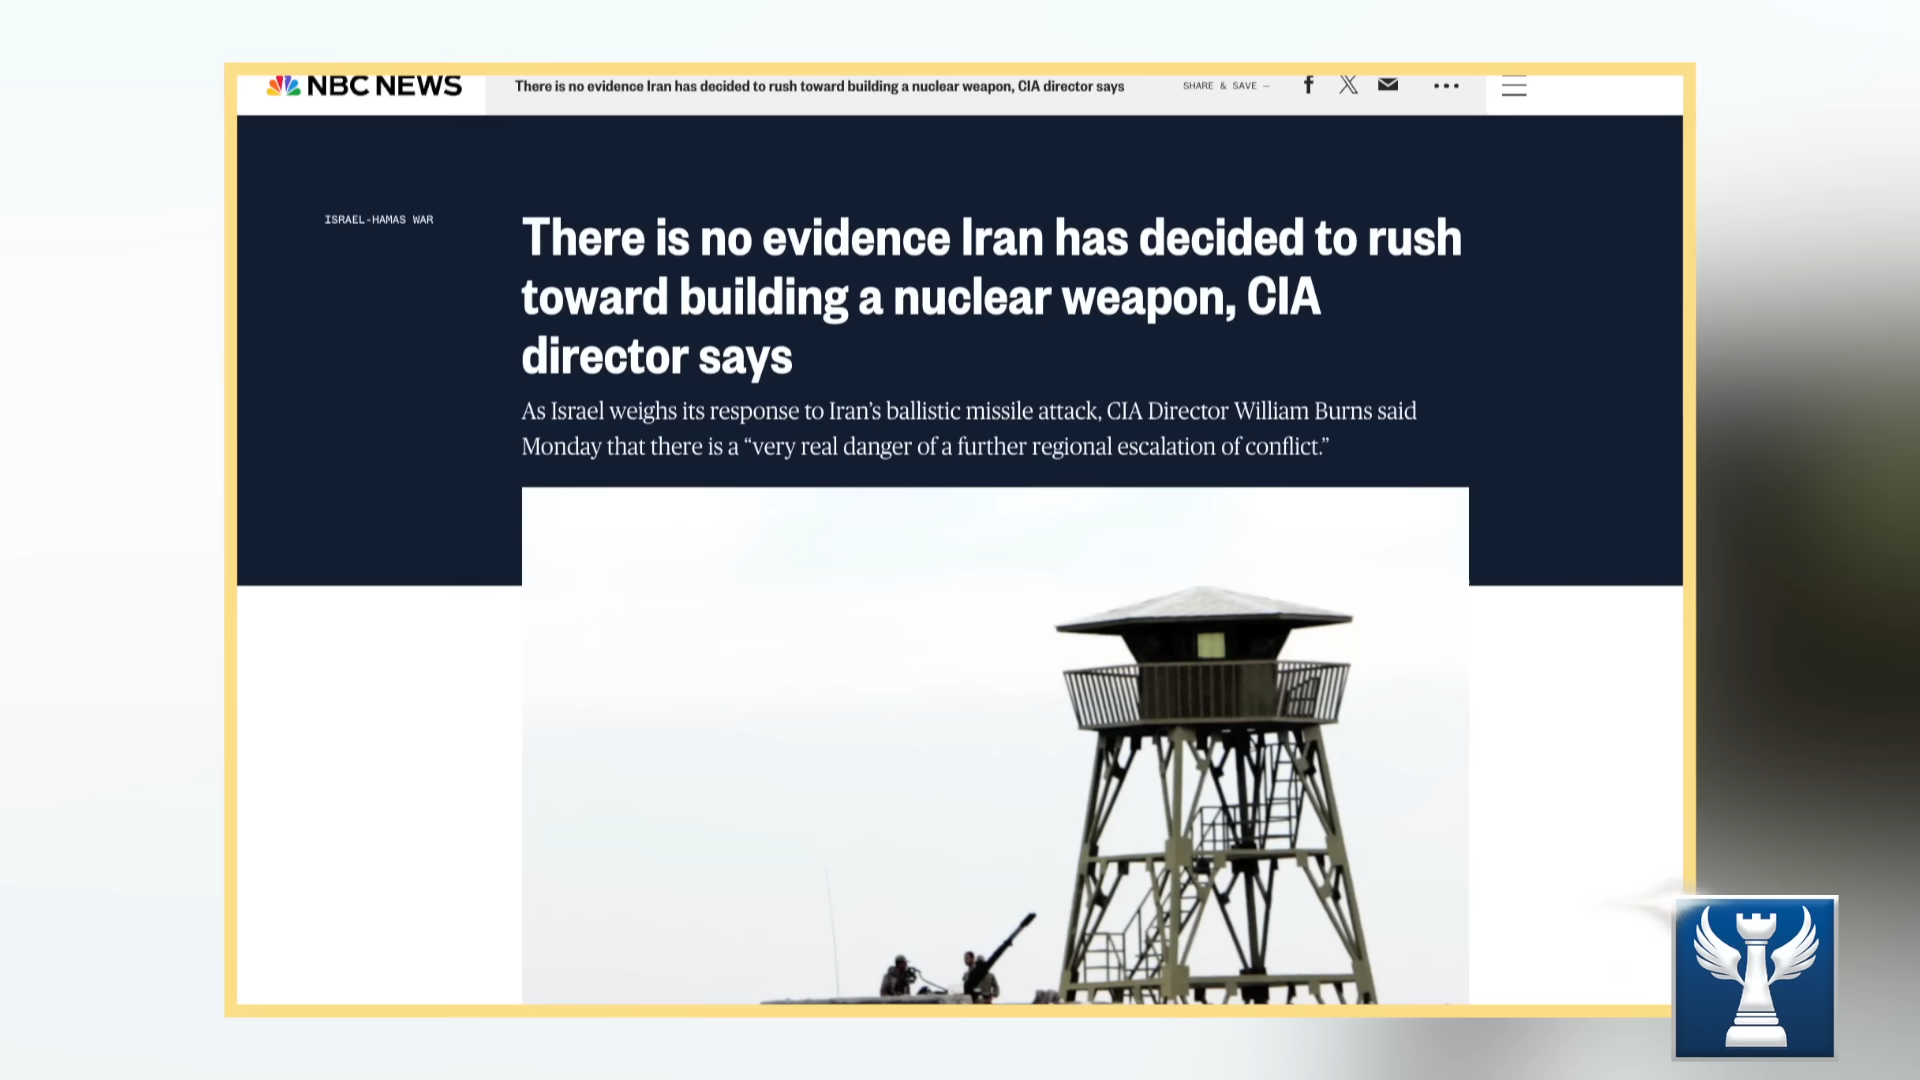 NBC NEWS
There is no evidence Iran has decided to rush toward building a nuclear weapon, CIA director says
SHARE & SAVE —
ISRAEL-HAMAS WAR
There is no evidence Iran has decided to rush
toward building a nuclear weapon, CIA
director says
As Israel weighs its response to Iran’s ballistic missile attack, CIA Director William Burns said
Monday that there is a “very real danger of a further regional escalation of conflict.”